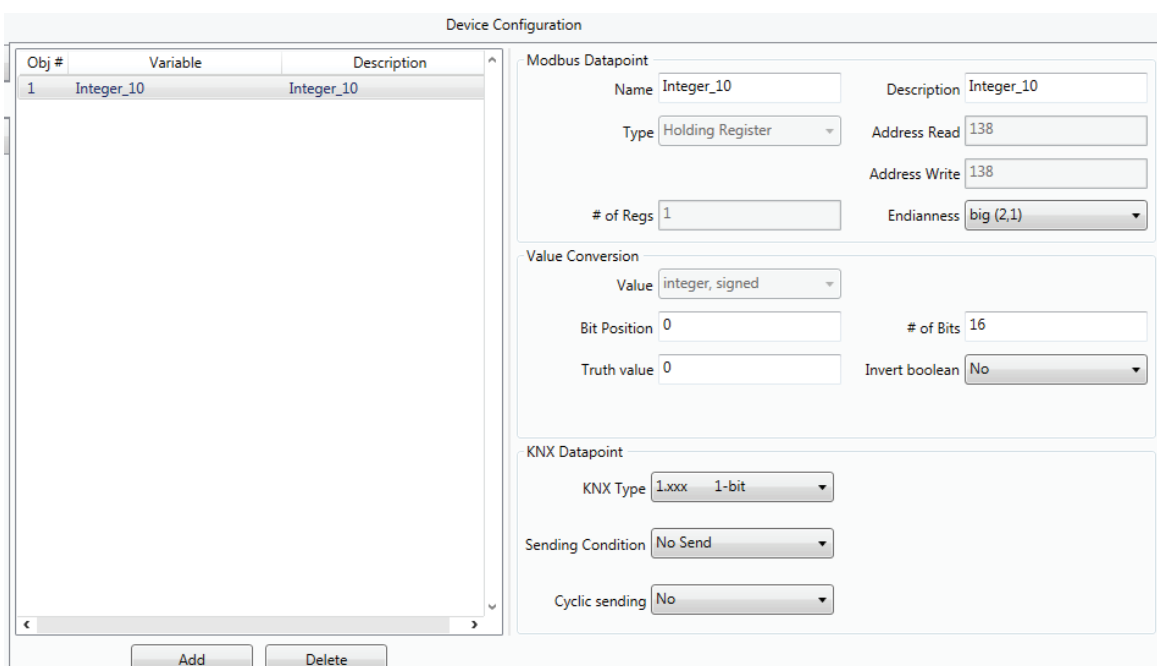 Device Configuration
Obj # Variable Description
1 Integer_10 Integer_10
Modbus Datapoint
Name Integer_10 Description Integer_10
Type Holding Register Address Read 138
Address Write 138
# of Regs 1 Endianness big (2,1)
Value Conversion
Value integer, signed
Bit Position 0 # of Bits 16
Truth value 0 Invert boolean No
KNX Datapoint
KNX Type 1.xxx 1-bit
Sending Condition No Send
Cyclic sending No
Add Delete